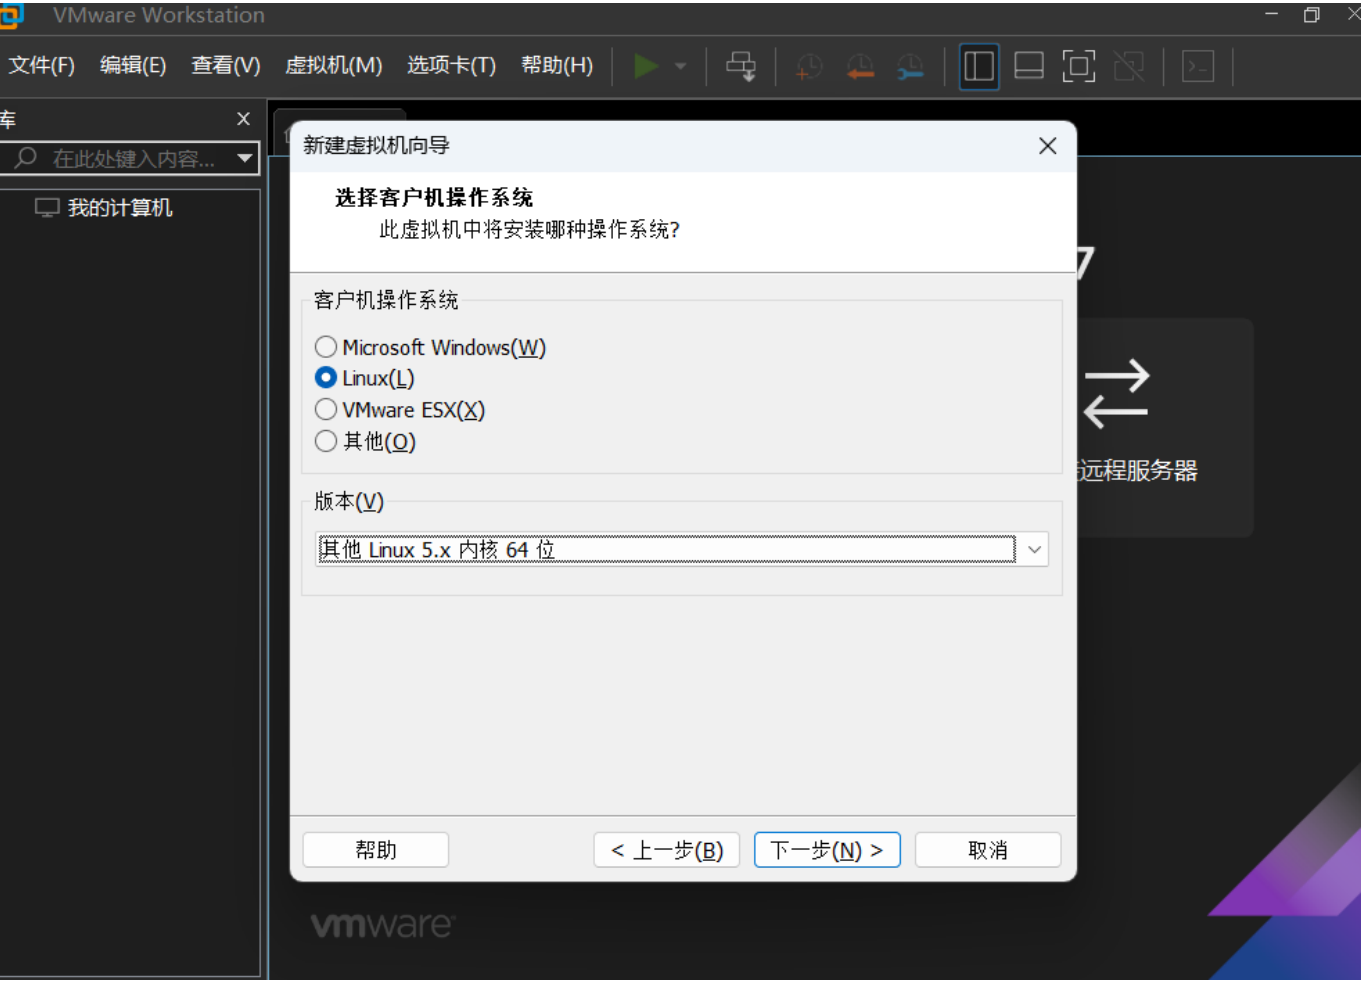 VMware Workstation
文件(F) 编辑(E) 查看(V) 虚拟机(M) 选项卡(T) 帮助(H)
库
在此处键入内容...
我的计算机
新建虚拟机向导
选择客户机操作系统
此虚拟机中将安装哪种操作系统?
客户机操作系统
Microsoft Windows(W)
Linux(L)
VMware ESX(X)
其他(O)
版本(V)
其他 Linux 5.x 内核 64 位
帮助
< 上一步(B)
下一步(N) >
取消
7
远程服务器
vmware